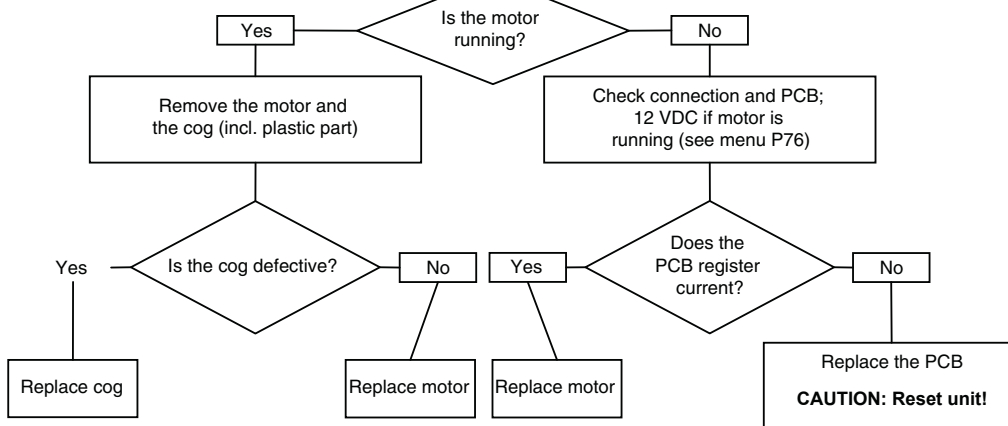 Is the motor
running?
Yes
No
Remove the motor and
the cog (incl. plastic part)
Check connection and PCB;
12 VDC if motor is
running (see menu P76)
Is the cog defective?
Yes
No
Does the
PCB register
current?
Yes
No
Replace cog
Replace motor
Replace motor
Replace the PCB
CAUTION: Reset unit!